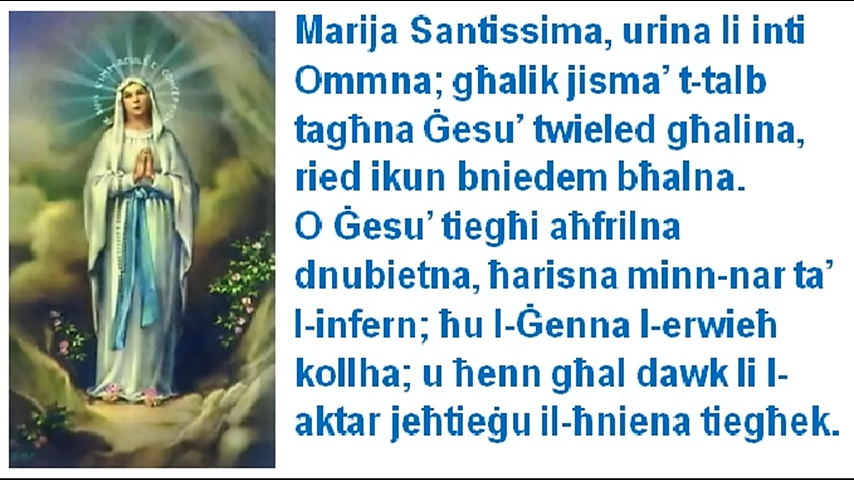 Marija Santissima, urina li inti
Ommna; għalik jisma' t-talb
tagħna Ġesu' twieled għalina,
ried ikun bniedem bħalna.
O Ġesu' tiegħi aħfrilna
dnubietna, ħarisna minn-nar ta'
l-infern; ħu l-Ġenna l-erwieħ
kollha; u ħenn għal dawk li l-
aktar jeħtieġu il-ħniena tiegħek.